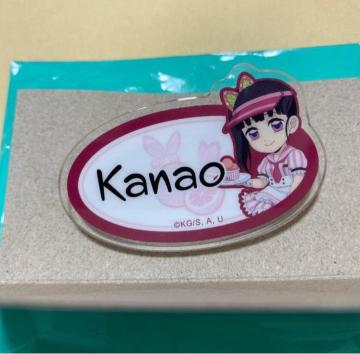 Kanao
©KG/S, A, U